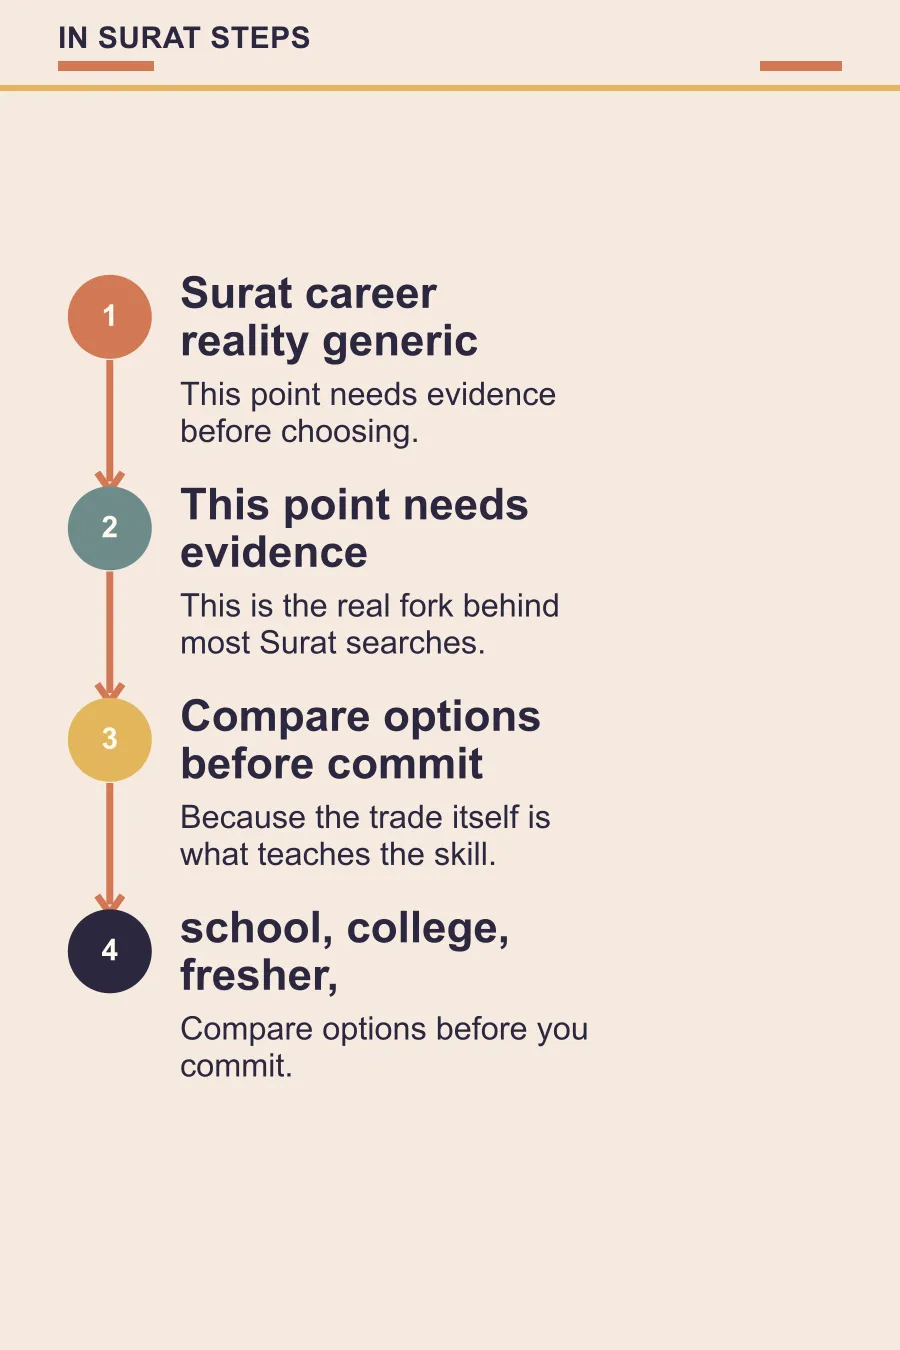 IN SURAT STEPS
1
Surat career
reality generic
This point needs evidence
before choosing.
2
This point needs
evidence
This is the real fork behind
most Surat searches.
3
Compare options
before commit
Because the trade itself is
what teaches the skill.
4
school, college,
fresher,
Compare options before you
commit.